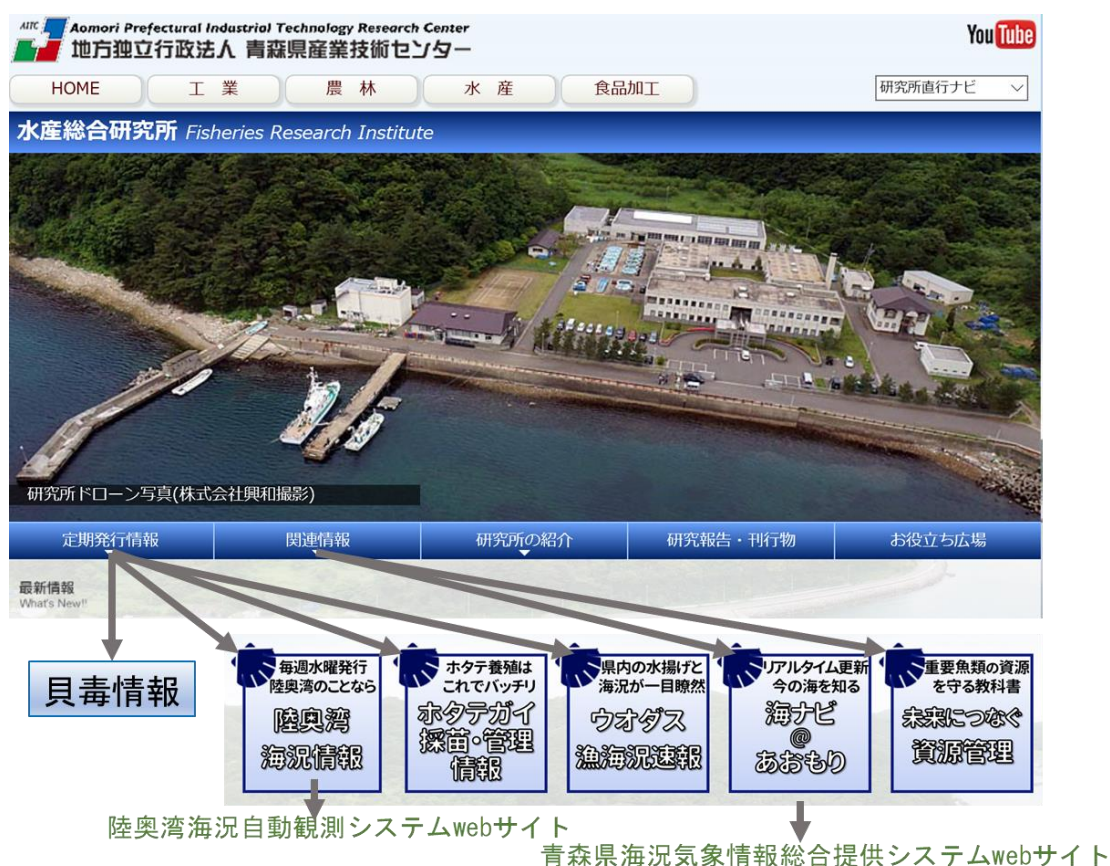 AITC
Aomori Prefectural Industrial Technology Research Center
地方独立行政法人 青森県産業技術センター
YouTube
HOME
工 業
農 林
水 産
食品加工
研究所直行ナビ
水産総合研究所 Fisheries Research Institute
研究所ドローン写真(株式会社興和撮影)
定期発行情報
関連情報
研究所の紹介
研究報告・刊行物
お役立ち広場
最新情報
What's New!!
貝毒情報
毎週水曜発行
陸奥湾のことなら
陸奥湾
海況情報
ホタテ養殖は
これでバッチリ
ホタテガイ
採苗・管理
情報
県内の水揚げと
海況が一目瞭然
ウオダス
漁海況速報
リアルタイム更新
今の海を知る
海ナビ
@
あおもり
重要魚類の資源
を守る教科書
未来につなぐ
資源管理
陸奥湾海況自動観測システムwebサイト
青森県海況気象情報総合提供システムwebサイト